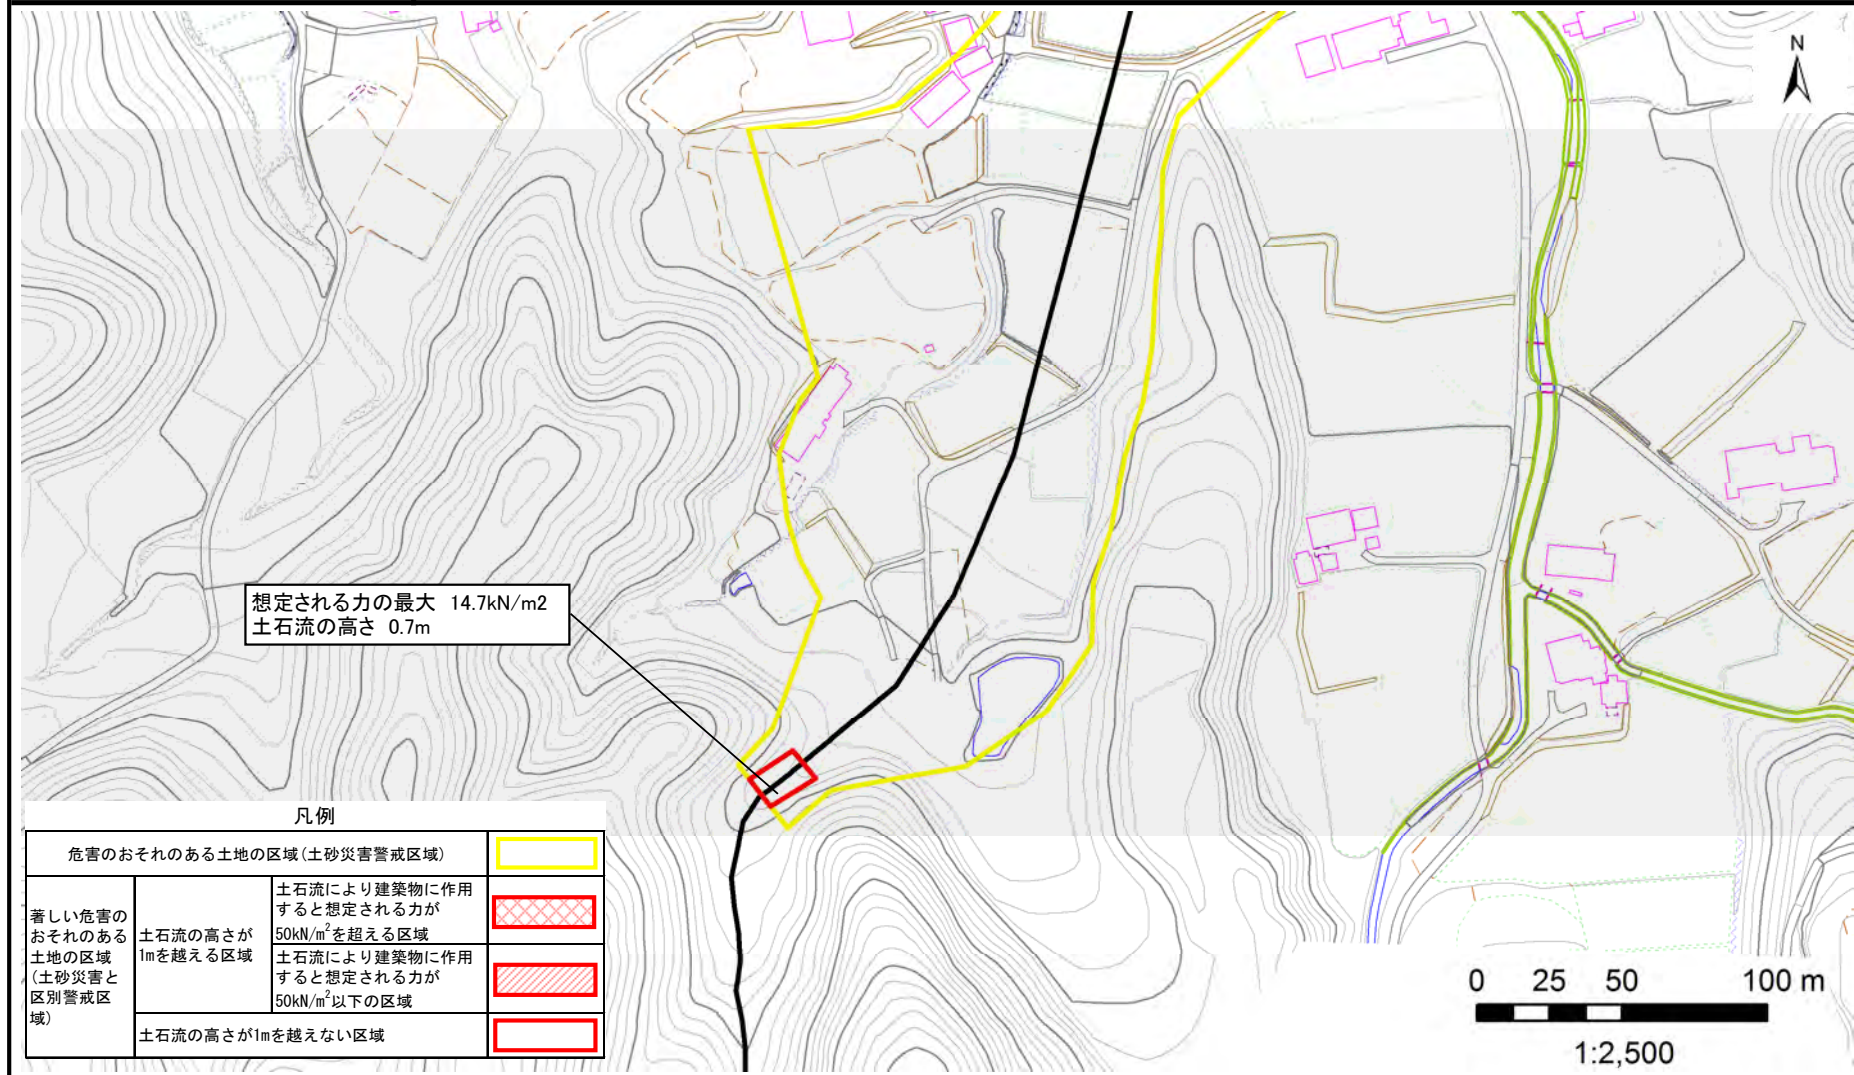 N
想定される力の最大 14.7kN/m2
土石流の高さ 0.7m
凡例
危害のおそれのある土地の区域(土砂災害警戒区域)
著しい危害の
おそれのある
土地の区域
(土砂災害と
区別警戒区
域)
土石流の高さが
1mを越える区域
土石流により建築物に作用
すると想定される力が
50kN/m²を超える区域
土石流により建築物に作用
すると想定される力が
50kN/m²以下の区域
土石流の高さが1mを越えない区域
0 25 50 100 m
1:2,500